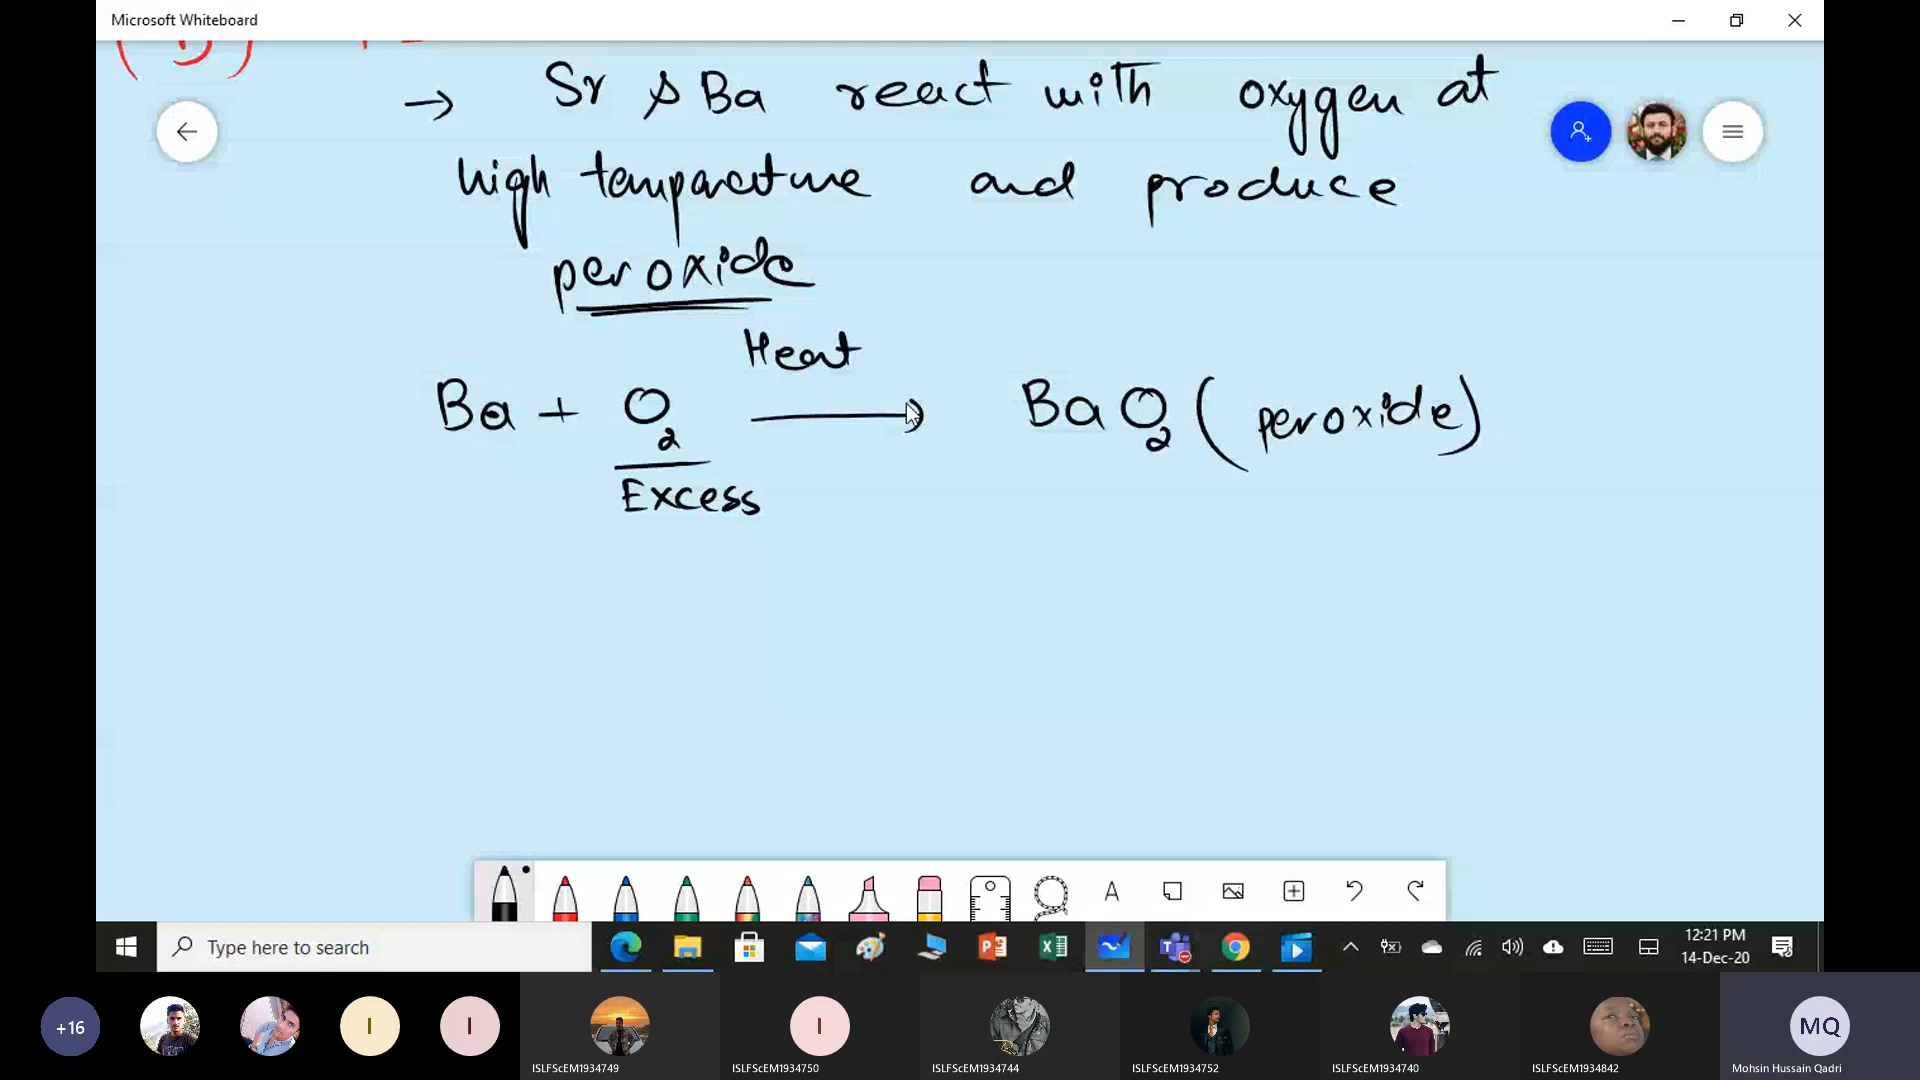 Microsoft Whiteboard
→ Sr & Ba react with oxygen at
high temparature and produce
peroxide
Heat
Ba + O₂ → BaO₂ (peroxide)
Excess
A
Type here to search
12:21 PM
14-Dec-20
+16
I
I
I
MQ
ISLFScEM1934749
ISLFScEM1934750
ISLFScEM1934744
ISLFScEM1934752
ISLFScEM1934740
ISLFScEM1934842
Mohsin Hussain Qadri